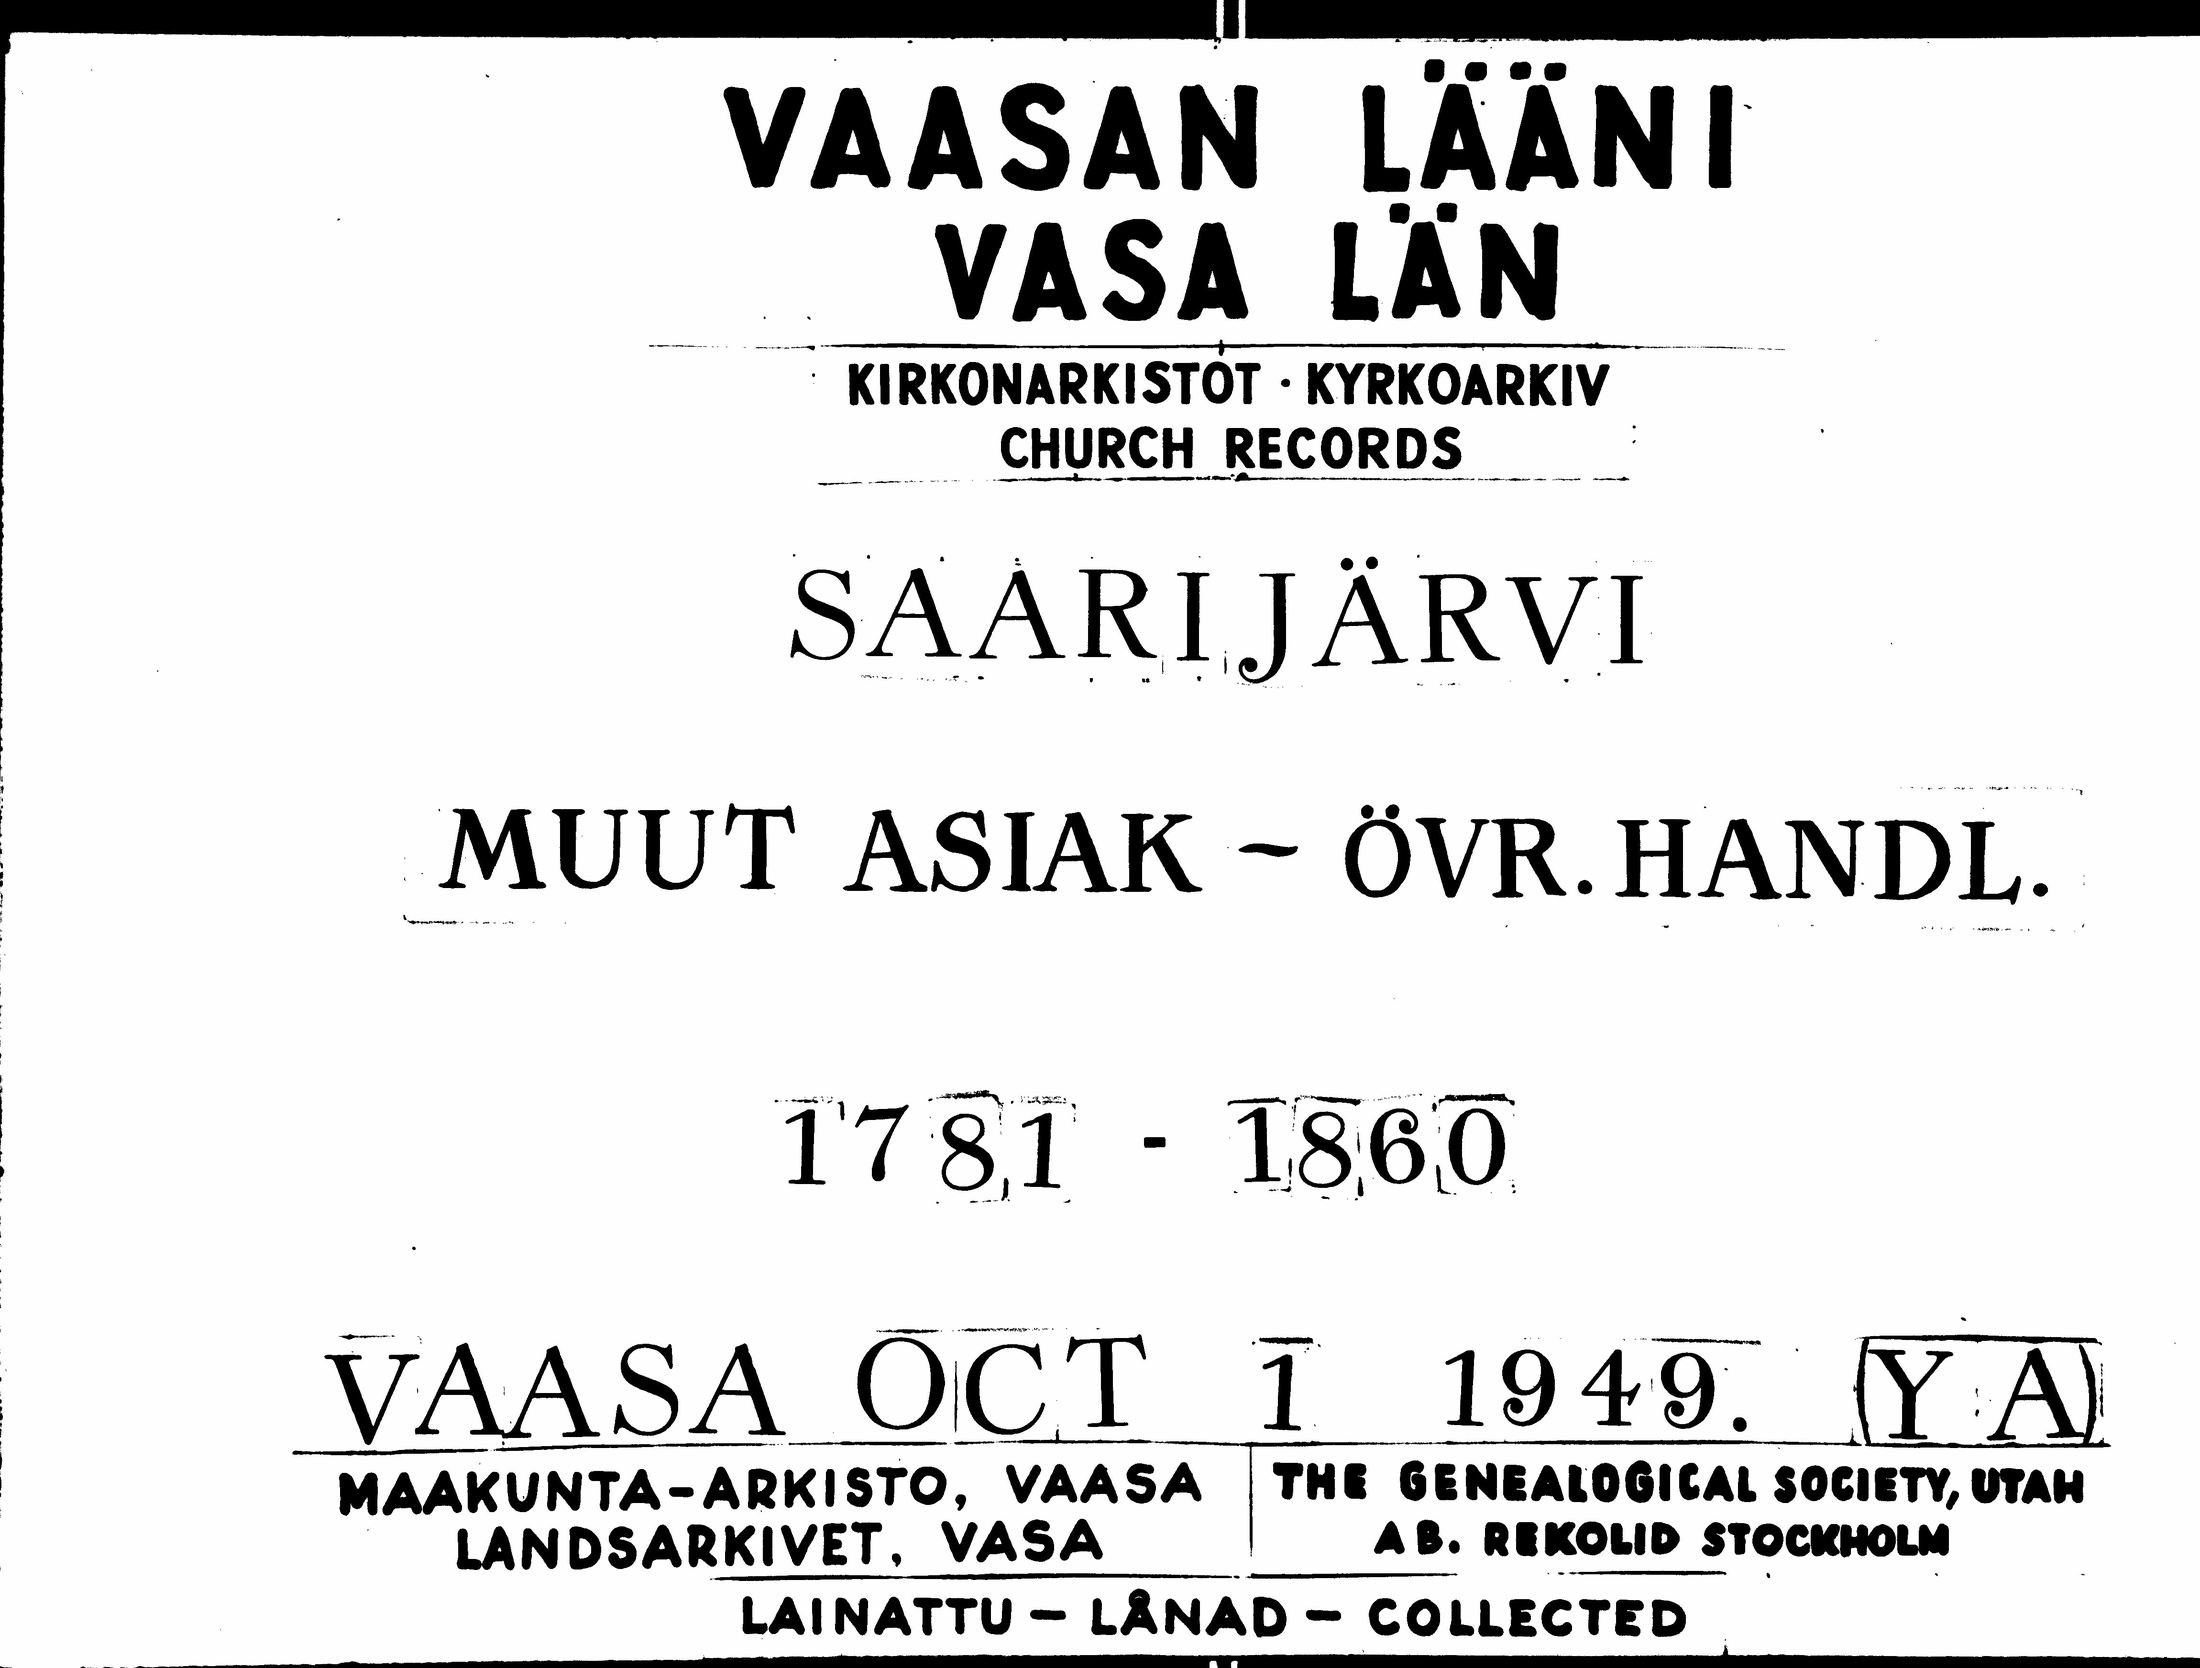 VAASAN LÄÄNI
VASA LÄN
KIRKONARKISTOT · KYRKOARKIV
CHURCH RECORDS
SAARIJÄRVI
MUUT ASIAK - ÖVR. HANDL.
1781 - 1860
VAASA OCT 1 1949. (Y A)
MAAKUNTA-ARKISTO, VAASA
LANDSARKIVET, VASA
THE GENEALOGICAL SOCIETY, UTAH
AB. REKOLID STOCKHOLM
LAINATTU - LÅNAD - COLLECTED